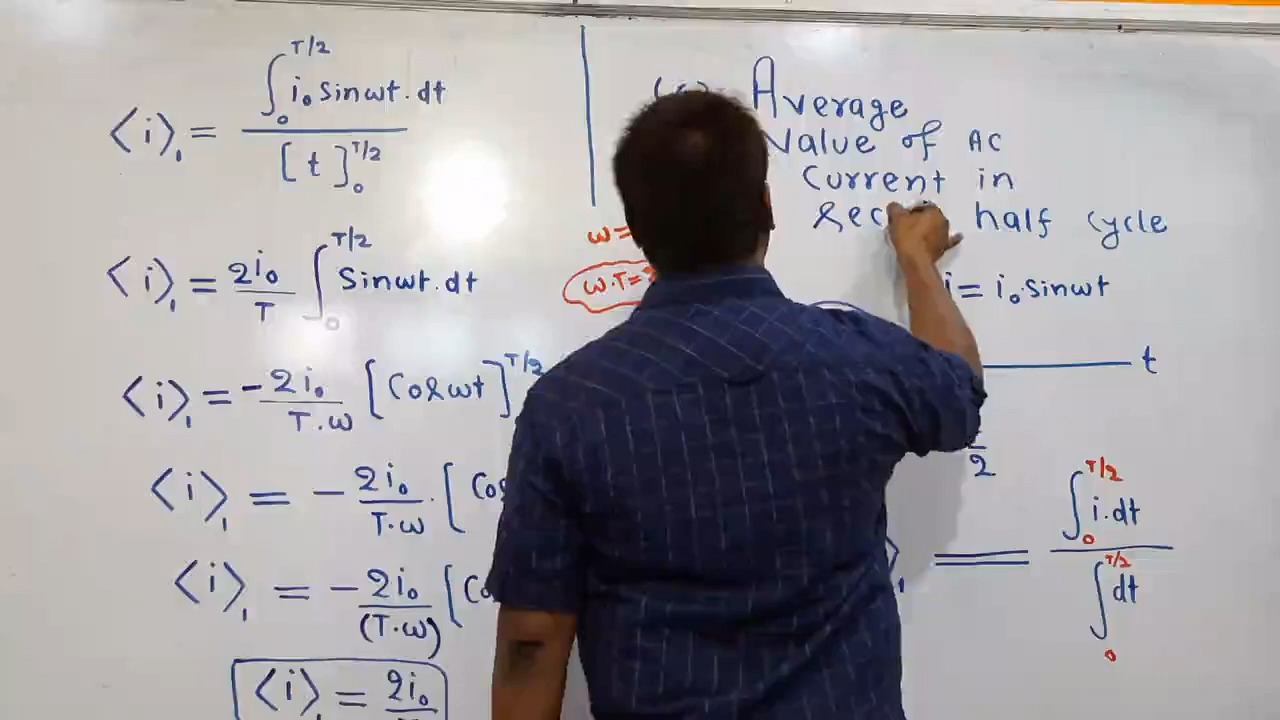 ⟨i⟩₁ = ∫₀^T/2 i₀ Sinωt . dt / [t]₀^T/2
⟨i⟩₁ = 2i₀/T ∫₀^T/2 Sinωt . dt
⟨i⟩₁ = -2i₀/T.ω [Cosωt]^T/2
⟨i⟩₁ = - 2i₀/T.ω . [Cos
⟨i⟩₁ = - 2i₀/(T.ω) [Co
⟨i⟩₁ = 2i₀
ω =
ω.T =
Average
Value of AC
Current in
half cycle
i = i₀ Sinωt
t
2
⟩₁ = ∫₀^T/2 i.dt / ∫₀^T/2 dt